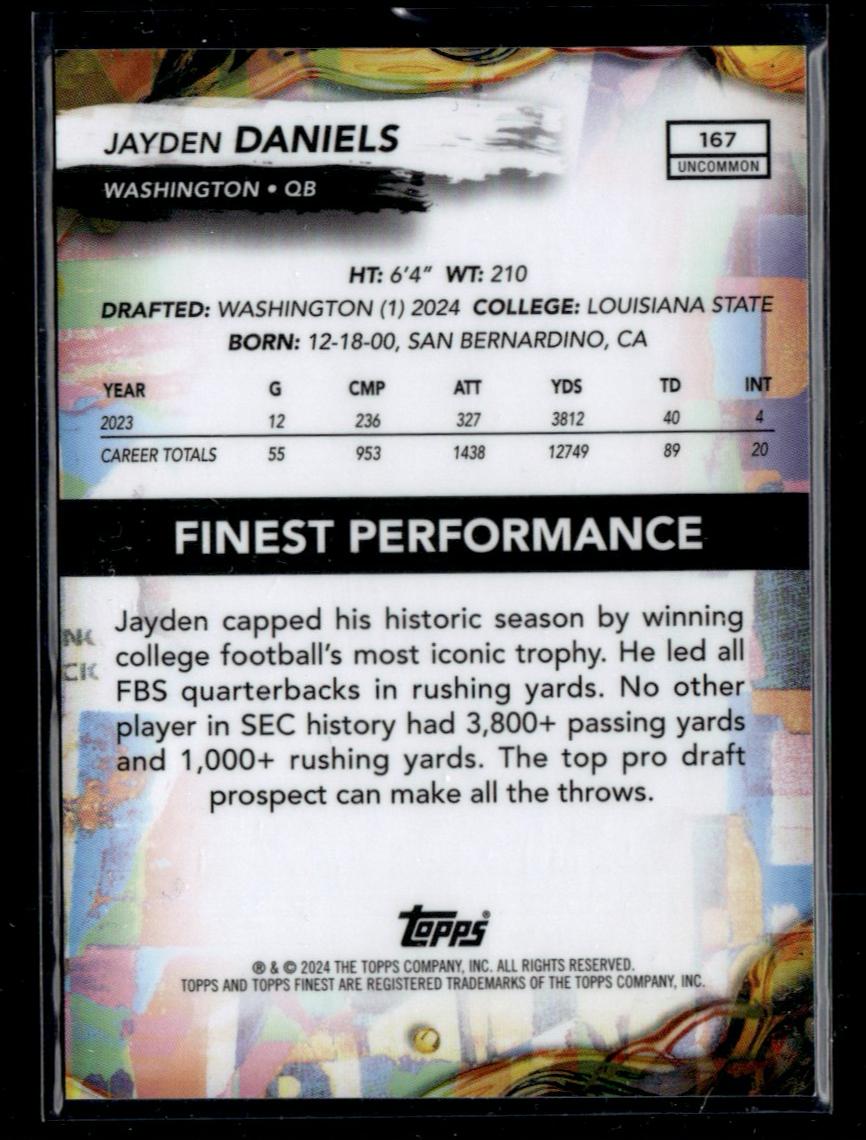 JAYDEN DANIELS
167
UNCOMMON
WASHINGTON • QB
HT: 6'4" WT: 210
DRAFTED: WASHINGTON (1) 2024 COLLEGE: LOUISIANA STATE
BORN: 12-18-00, SAN BERNARDINO, CA
YEAR G CMP ATT YDS TD INT
2023 12 236 327 3812 40 4
CAREER TOTALS 55 953 1438 12749 89 20
FINEST PERFORMANCE
Jayden capped his historic season by winning
college football's most iconic trophy. He led all
FBS quarterbacks in rushing yards. No other
player in SEC history had 3,800+ passing yards
and 1,000+ rushing yards. The top pro draft
prospect can make all the throws.
topps®
® & © 2024 THE TOPPS COMPANY, INC. ALL RIGHTS RESERVED.
TOPPS AND TOPPS FINEST ARE REGISTERED TRADEMARKS OF THE TOPPS COMPANY, INC.